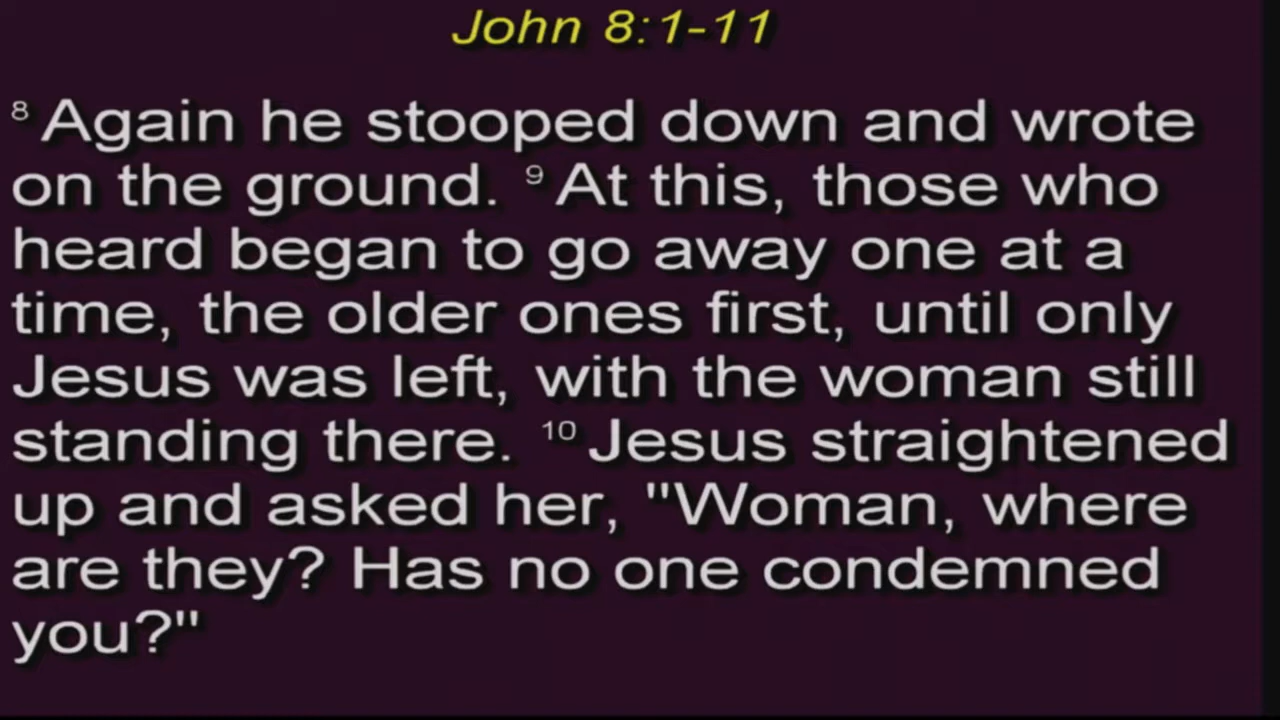 John 8:1-11
8 Again he stooped down and wrote
on the ground. 9 At this, those who
heard began to go away one at a
time, the older ones first, until only
Jesus was left, with the woman still
standing there. 10 Jesus straightened
up and asked her, "Woman, where
are they? Has no one condemned
you?"